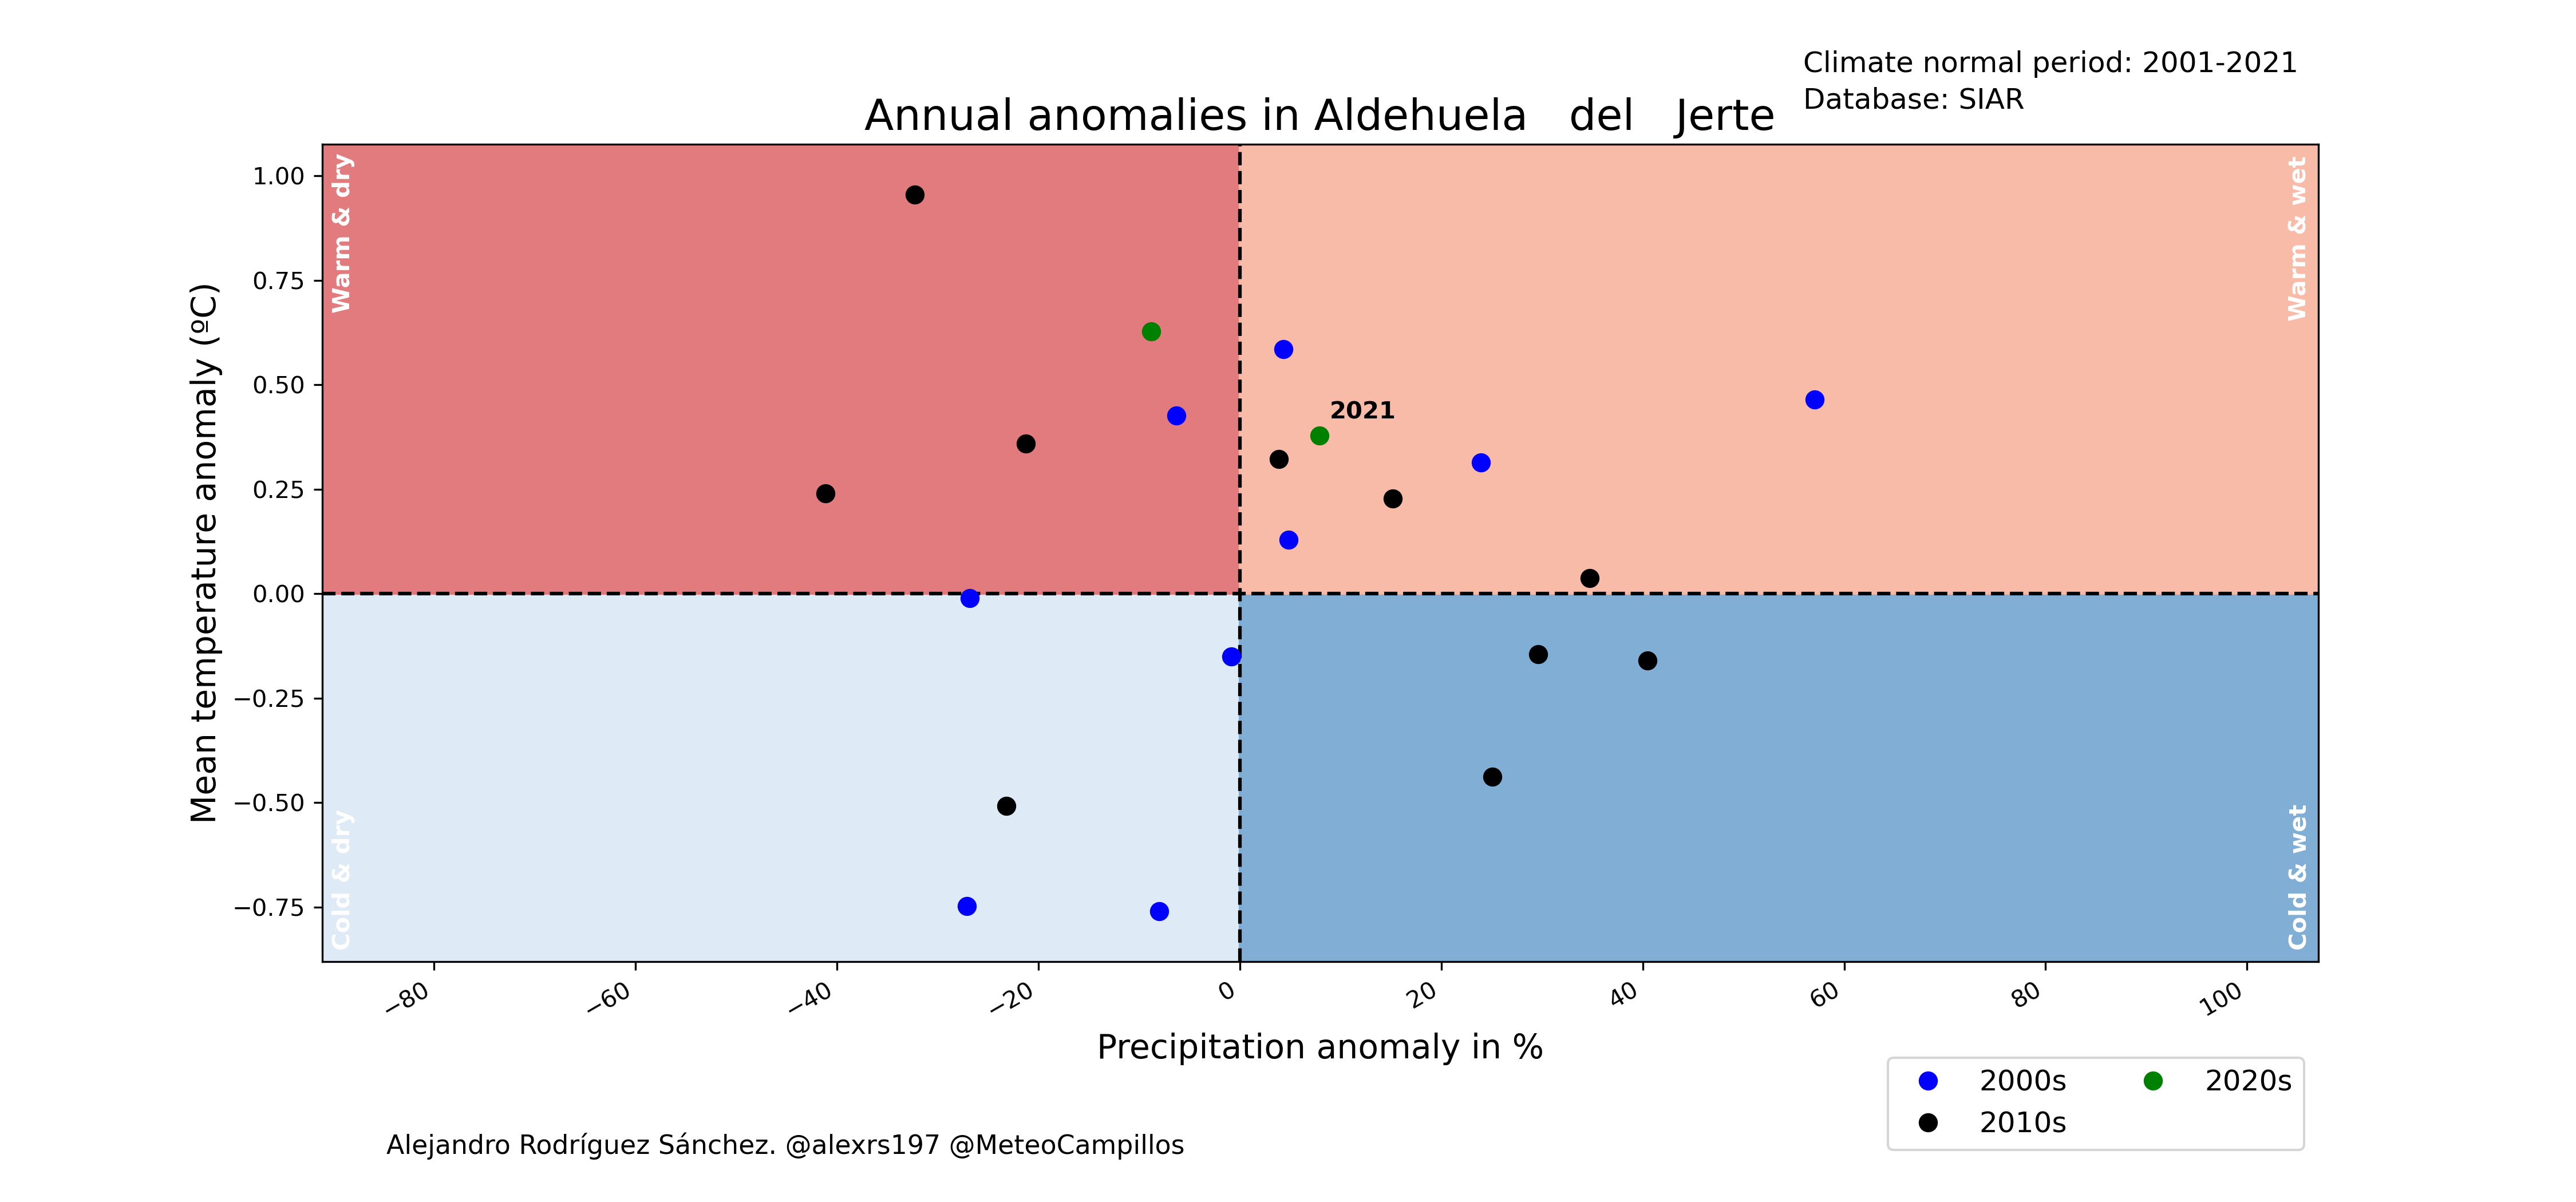 Climate normal period: 2001-2021
Database: SIAR
Annual anomalies in Aldehuela del Jerte
Warm & dry
Warm & wet
Mean temperature anomaly (ºC)
1.00
0.75
0.50
0.25
0.00
−0.25
−0.50
−0.75
2021
Cold & dry
Cold & wet
−80
−60
−40
−20
0
20
40
60
80
100
Precipitation anomaly in %
2000s
2010s
2020s
Alejandro Rodríguez Sánchez. @alexrs197 @MeteoCampillos